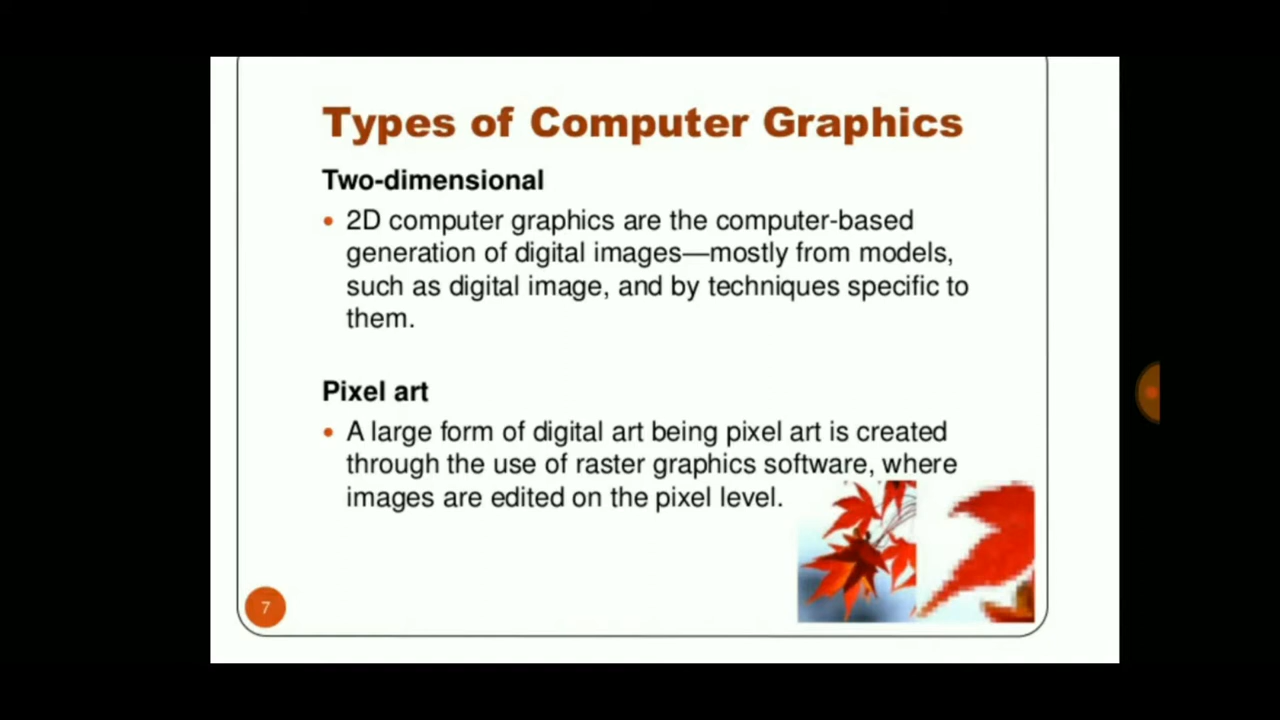 Types of Computer Graphics
Two-dimensional
• 2D computer graphics are the computer-based
generation of digital images—mostly from models,
such as digital image, and by techniques specific to
them.
Pixel art
• A large form of digital art being pixel art is created
through the use of raster graphics software, where
images are edited on the pixel level.
7